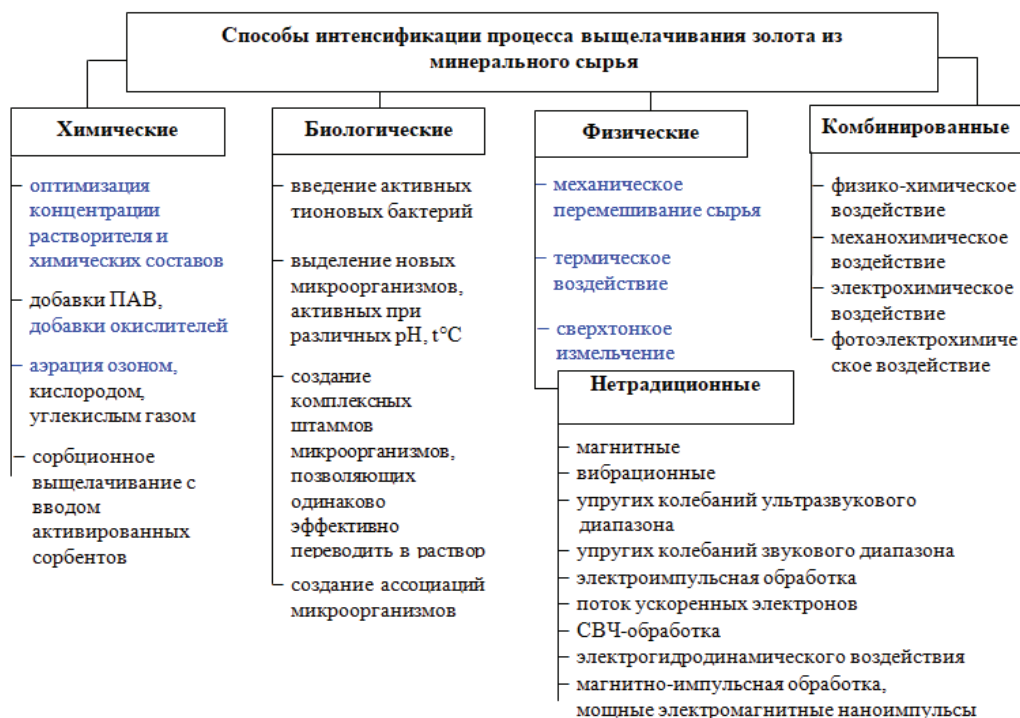 Способы интенсификации процесса выщелачивания золота из
минерального сырья
Химические
оптимизация
концентрации
растворителя и
химических составов
добавки ПАВ,
добавки окислителей
аэрация озоном,
кислородом,
углекислым газом
сорбционное
выщелачивание с
вводом
активированных
сорбентов
Биологические
введение активных
тионовых бактерий
выделение новых
микроорганизмов,
активных при
различных pH, t°C
создание
комплексных
штаммов
микроорганизмов,
позволяющих
одинаково
эффективно
переводить в раствор
создание ассоциаций
микроорганизмов
Физические
механическое
перемешивание сырья
термическое
воздействие
сверхтонкое
измельчение
Нетрадиционные
магнитные
вибрационные
упругих колебаний ультразвукового
диапазона
упругих колебаний звукового диапазона
электроимпульсная обработка
поток ускоренных электронов
СВЧ-обработка
электрогидродинамического воздействия
магнитно-импульсная обработка,
мощные электромагнитные наноимпульсы
Комбинированные
физико-химическое
воздействие
механохимическое
воздействие
электрохимическое
воздействие
фотоэлектрохимиче
ское воздействие